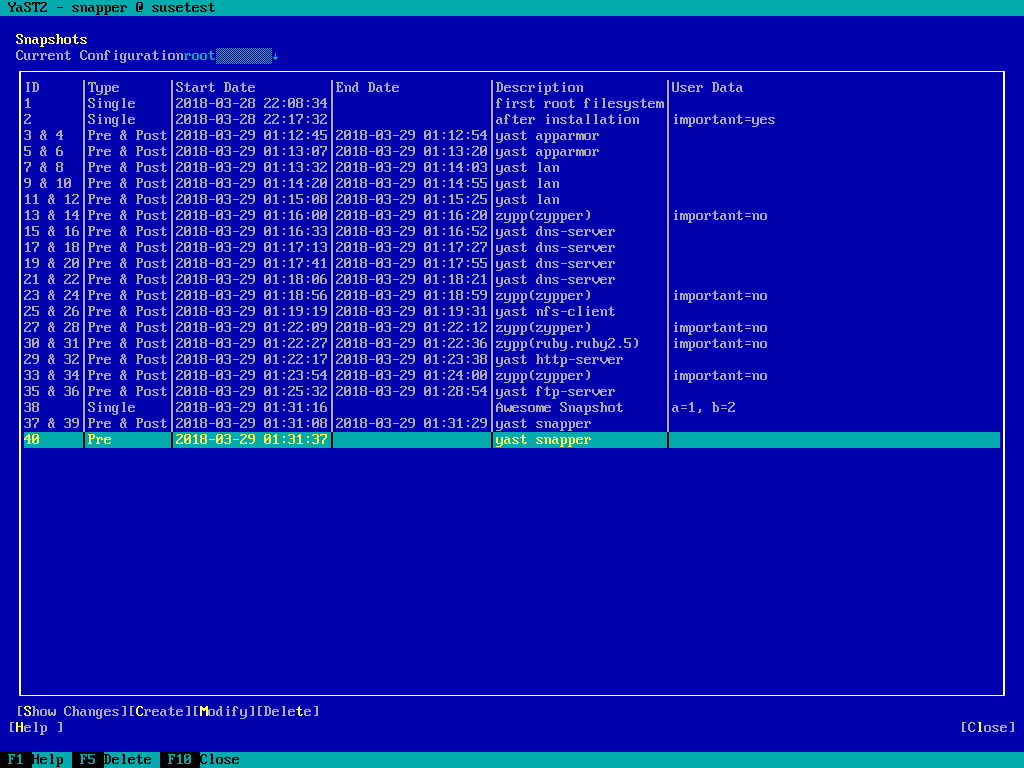 YaST2 - snapper @ susetest
Snapshots
Current Configurationroot↓
ID Type Start Date End Date Description User Data
1 Single 2018-03-28 22:08:34 first root filesystem
2 Single 2018-03-28 22:17:32 after installation important=yes
3 & 4 Pre & Post 2018-03-29 01:12:45 2018-03-29 01:12:54 yast apparmor
5 & 6 Pre & Post 2018-03-29 01:13:07 2018-03-29 01:13:20 yast apparmor
7 & 8 Pre & Post 2018-03-29 01:13:32 2018-03-29 01:14:03 yast lan
9 & 10 Pre & Post 2018-03-29 01:14:20 2018-03-29 01:14:55 yast lan
11 & 12 Pre & Post 2018-03-29 01:15:08 2018-03-29 01:15:25 yast lan
13 & 14 Pre & Post 2018-03-29 01:16:00 2018-03-29 01:16:20 zypp(zypper) important=no
15 & 16 Pre & Post 2018-03-29 01:16:33 2018-03-29 01:16:52 yast dns-server
17 & 18 Pre & Post 2018-03-29 01:17:13 2018-03-29 01:17:27 yast dns-server
19 & 20 Pre & Post 2018-03-29 01:17:41 2018-03-29 01:17:55 yast dns-server
21 & 22 Pre & Post 2018-03-29 01:18:06 2018-03-29 01:18:21 yast dns-server
23 & 24 Pre & Post 2018-03-29 01:18:56 2018-03-29 01:18:59 zypp(zypper) important=no
25 & 26 Pre & Post 2018-03-29 01:19:19 2018-03-29 01:19:31 yast nfs-client
27 & 28 Pre & Post 2018-03-29 01:22:09 2018-03-29 01:22:12 zypp(zypper) important=no
30 & 31 Pre & Post 2018-03-29 01:22:27 2018-03-29 01:22:36 zypp(ruby.ruby2.5) important=no
29 & 32 Pre & Post 2018-03-29 01:22:17 2018-03-29 01:23:38 yast http-server
33 & 34 Pre & Post 2018-03-29 01:23:54 2018-03-29 01:24:00 zypp(zypper) important=no
35 & 36 Pre & Post 2018-03-29 01:25:32 2018-03-29 01:28:54 yast ftp-server
38 Single 2018-03-29 01:31:16 Awesome Snapshot a=1, b=2
37 & 39 Pre & Post 2018-03-29 01:31:08 2018-03-29 01:31:29 yast snapper
40 Pre 2018-03-29 01:31:37 yast snapper
[Show Changes][Create][Modify][Delete]
[Help ] [Close]
F1 Help F5 Delete F10 Close